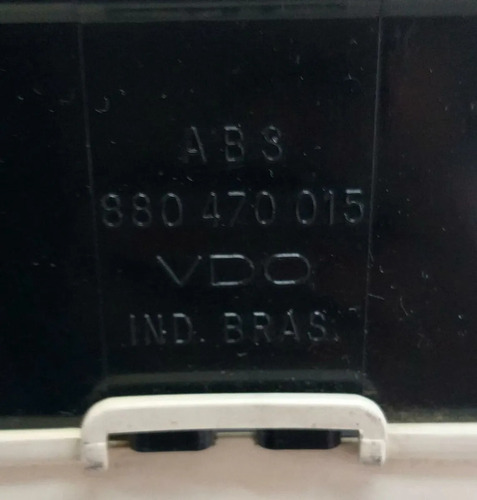 ABS
880 470 015
VDO
IND. BRAS.